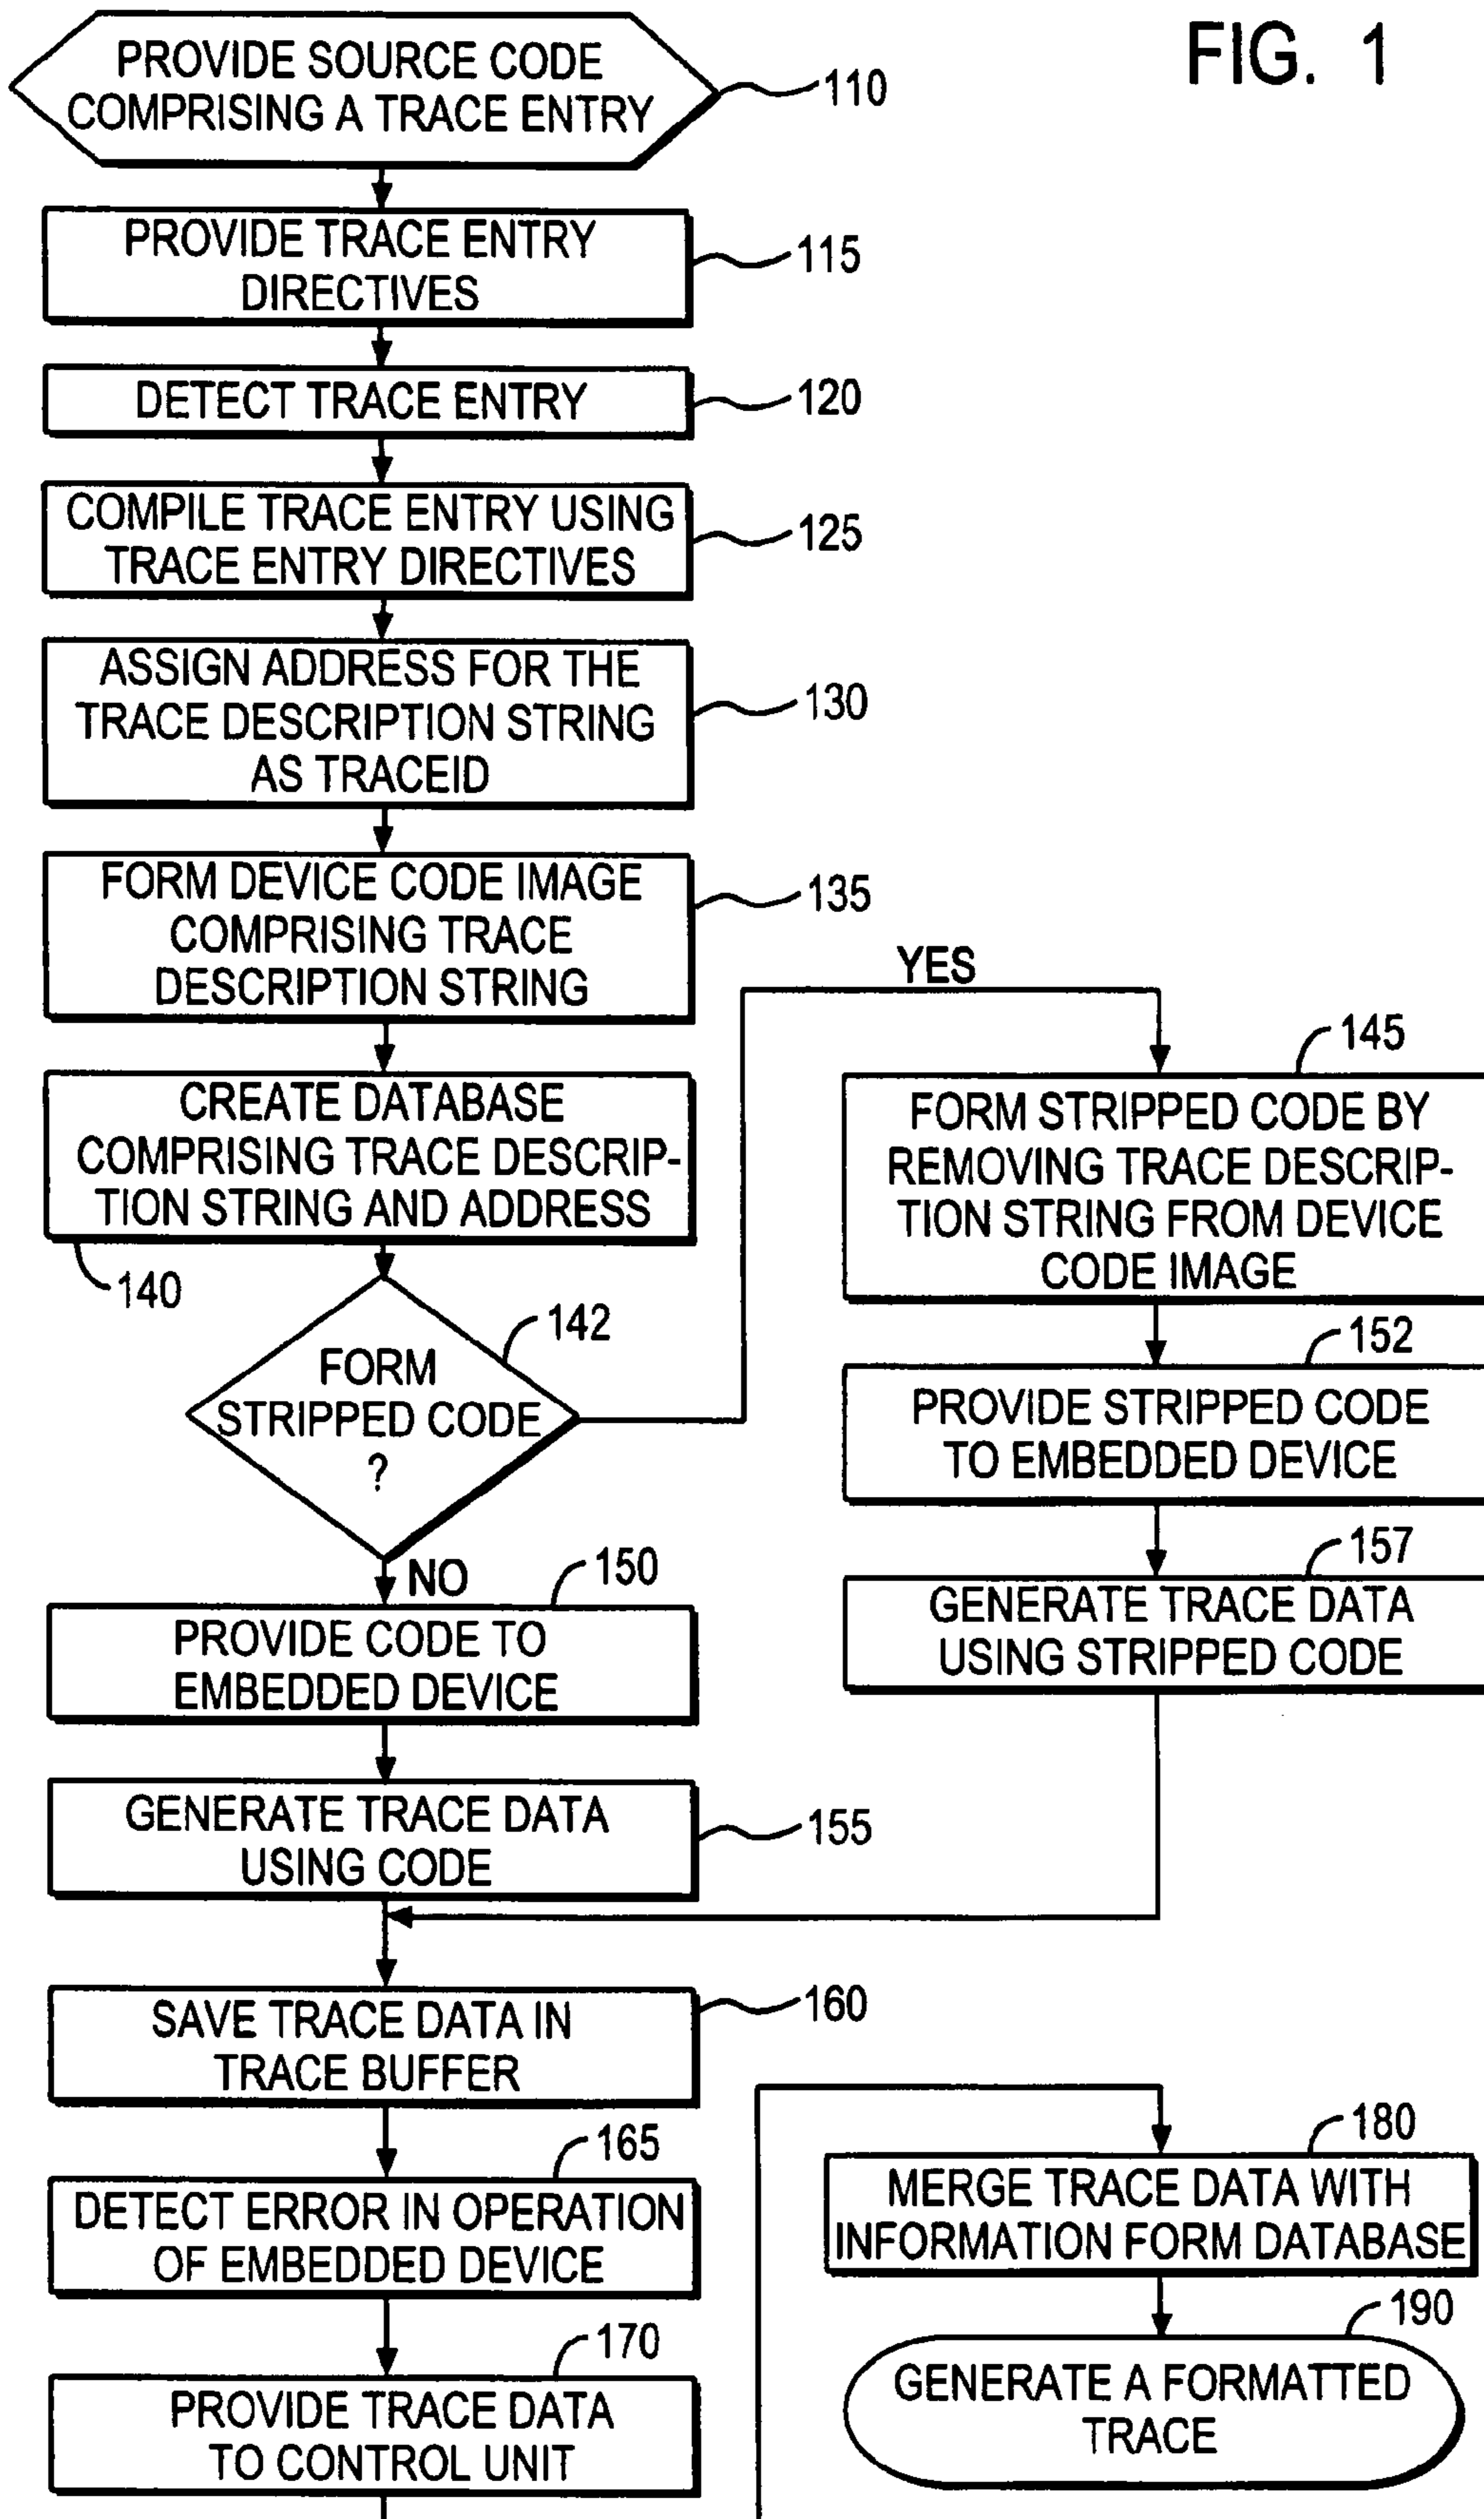 FIG. 1
PROVIDE SOURCE CODE
COMPRISING A TRACE ENTRY
110
PROVIDE TRACE ENTRY
DIRECTIVES
115
DETECT TRACE ENTRY
120
COMPILE TRACE ENTRY USING
TRACE ENTRY DIRECTIVES
125
ASSIGN ADDRESS FOR THE
TRACE DESCRIPTION STRING
AS TRACEID
130
FORM DEVICE CODE IMAGE
COMPRISING TRACE
DESCRIPTION STRING
135
CREATE DATABASE
COMPRISING TRACE DESCRIP-
TION STRING AND ADDRESS
140
FORM
STRIPPED CODE
?
142
YES
145
FORM STRIPPED CODE BY
REMOVING TRACE DESCRIP-
TION STRING FROM DEVICE
CODE IMAGE
152
PROVIDE STRIPPED CODE
TO EMBEDDED DEVICE
157
GENERATE TRACE DATA
USING STRIPPED CODE
NO
150
PROVIDE CODE TO
EMBEDDED DEVICE
GENERATE TRACE DATA
USING CODE
155
SAVE TRACE DATA IN
TRACE BUFFER
160
165
DETECT ERROR IN OPERATION
OF EMBEDDED DEVICE
170
PROVIDE TRACE DATA
TO CONTROL UNIT
180
MERGE TRACE DATA WITH
INFORMATION FORM DATABASE
190
GENERATE A FORMATTED
TRACE